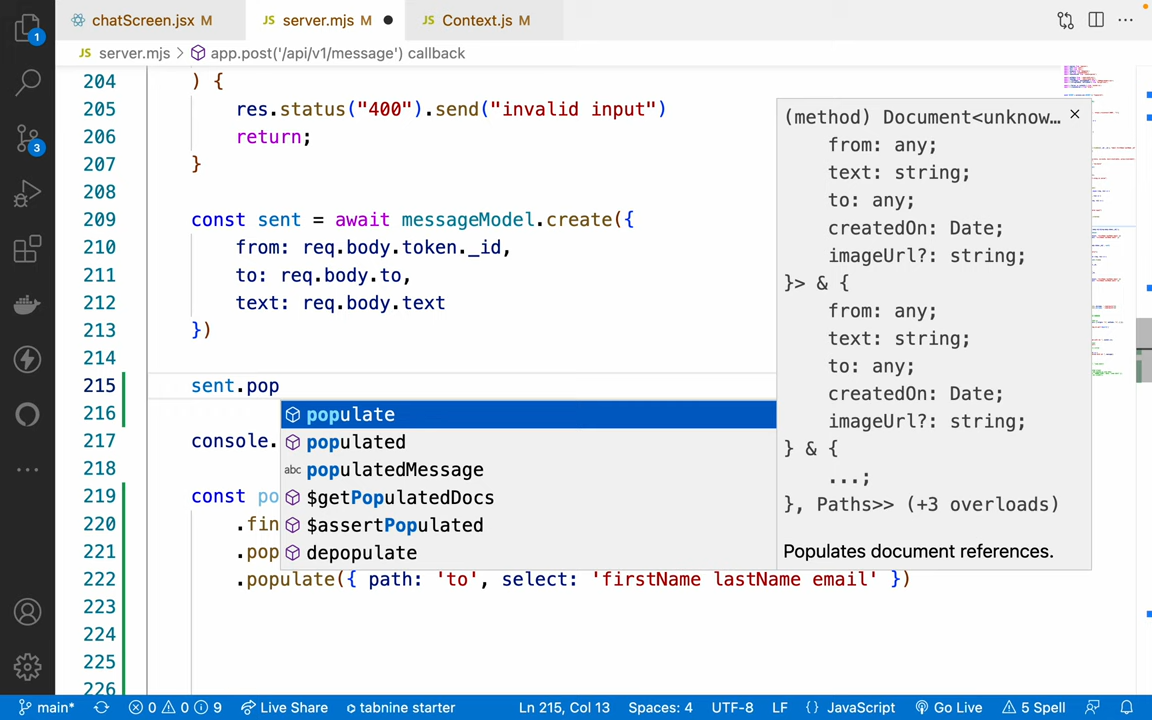 chatScreen.jsx M
JS server.mjs M
JS Context.js M
JS server.mjs > app.post('/api/v1/message') callback
204 ) {
205 res.status("400").send("invalid input")
206 return;
207 }
208
209 const sent = await messageModel.create({
210 from: req.body.token._id,
211 to: req.body.to,
212 text: req.body.text
213 })
214
215 sent.pop
216
217 console.
218
219 const po
220 .fin
221 .pop
222 .populate({ path: 'to', select: 'firstName lastName email' })
223
224
225
226
populate
populated
abc populatedMessage
$getPopulatedDocs
$assertPopulated
depopulate
(method) Document<unknow…
from: any;
text: string;
to: any;
createdOn: Date;
imageUrl?: string;
}> & {
from: any;
text: string;
to: any;
createdOn: Date;
imageUrl?: string;
} & {
...;
}, Paths>> (+3 overloads)
Populates document references.
1
3
main* 0 0 9 Live Share tabnine starter Ln 215, Col 13 Spaces: 4 UTF-8 LF {} JavaScript Go Live 5 Spell